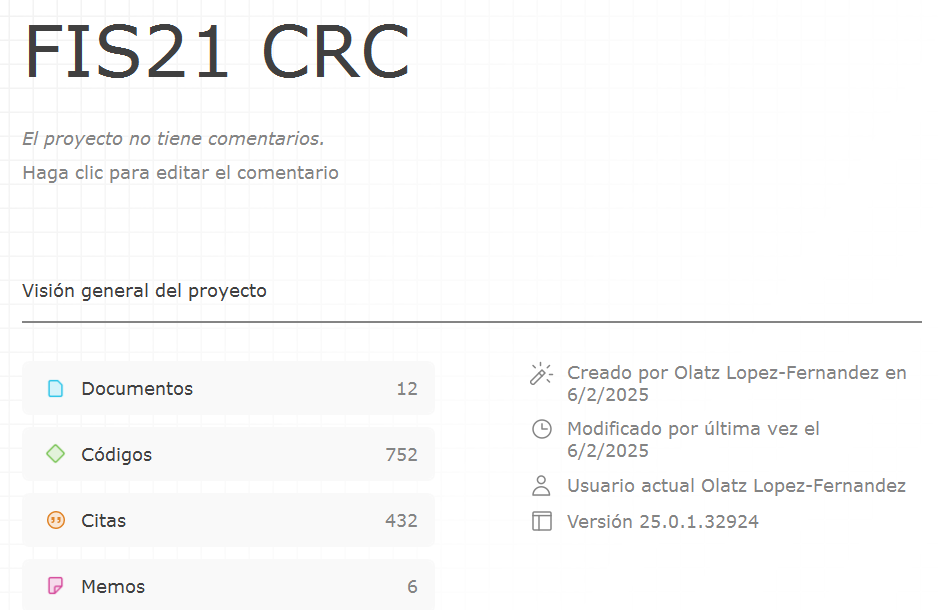 FIS21 CRC
El proyecto no tiene comentarios.
Haga clic para editar el comentario
Visión general del proyecto
Documentos 12
Códigos 752
Citas 432
Memos 6
Creado por Olatz Lopez-Fernandez en
6/2/2025
Modificado por última vez el
6/2/2025
Usuario actual Olatz Lopez-Fernandez
Versión 25.0.1.32924